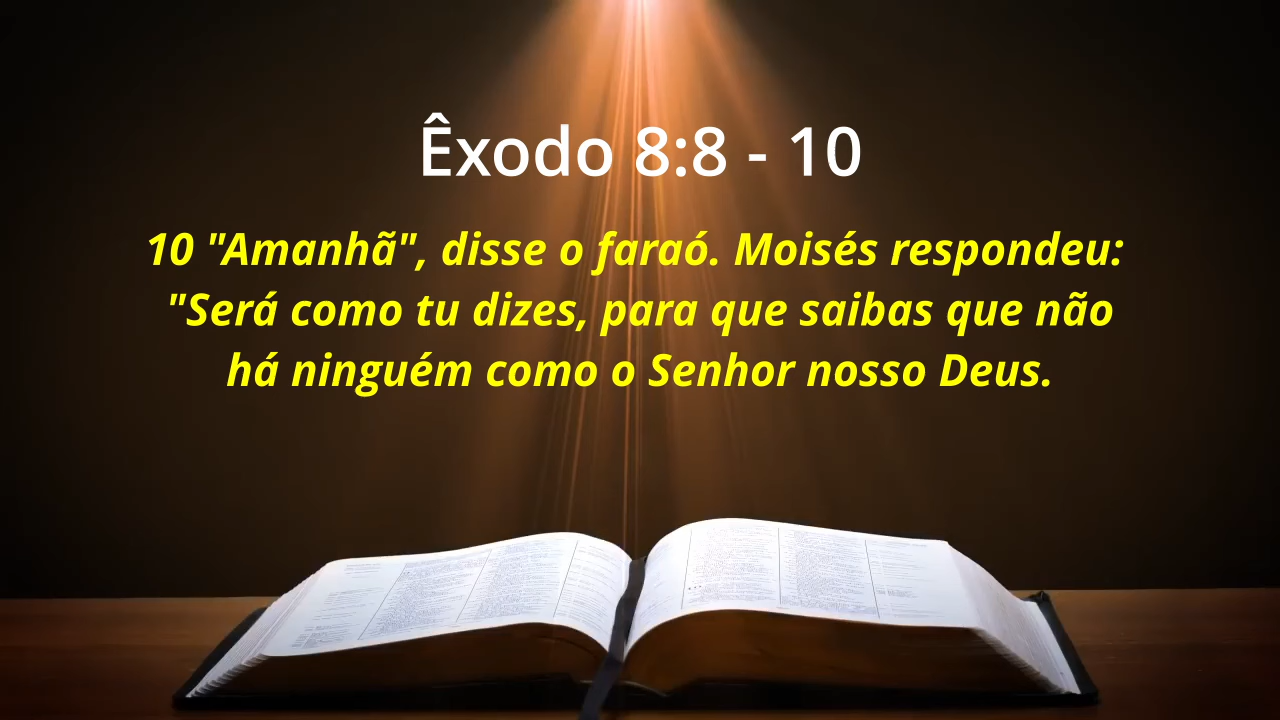 Êxodo 8:8 - 10
10 "Amanhã", disse o faraó. Moisés respondeu:
"Será como tu dizes, para que saibas que não
há ninguém como o Senhor nosso Deus.